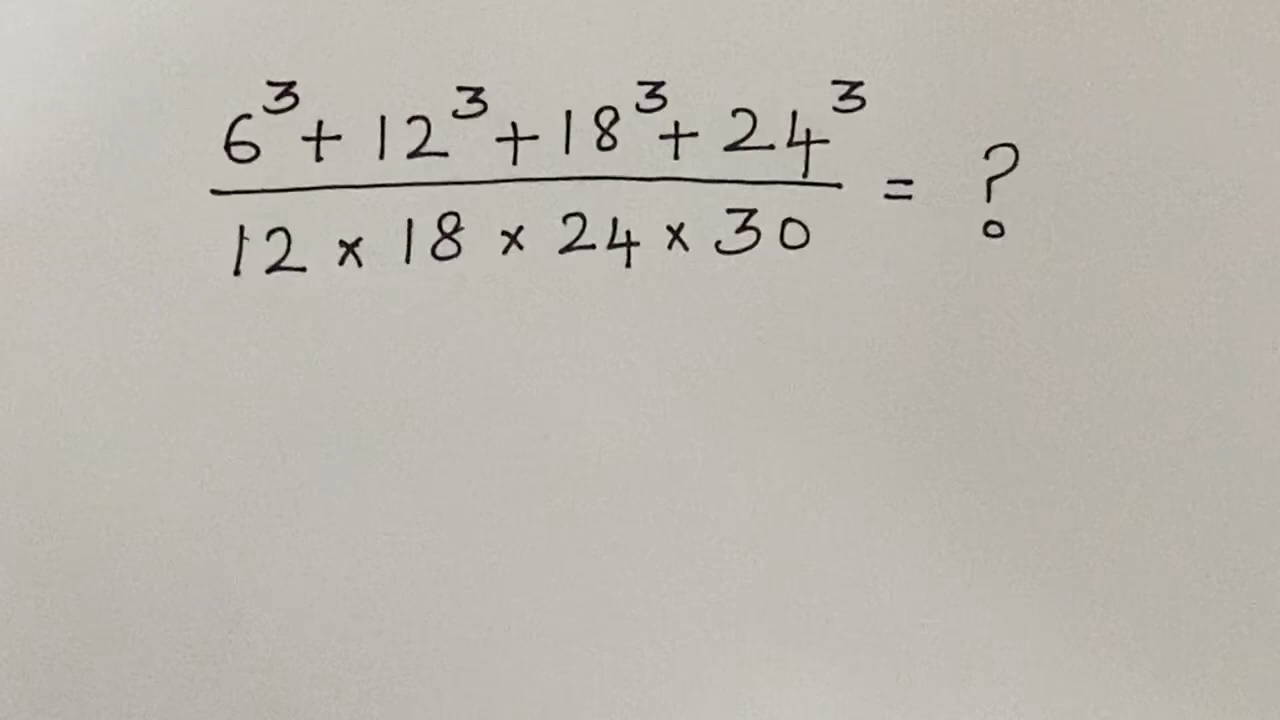 6³ + 12³ + 18³ + 24³
12 × 18 × 24 × 30 = ?